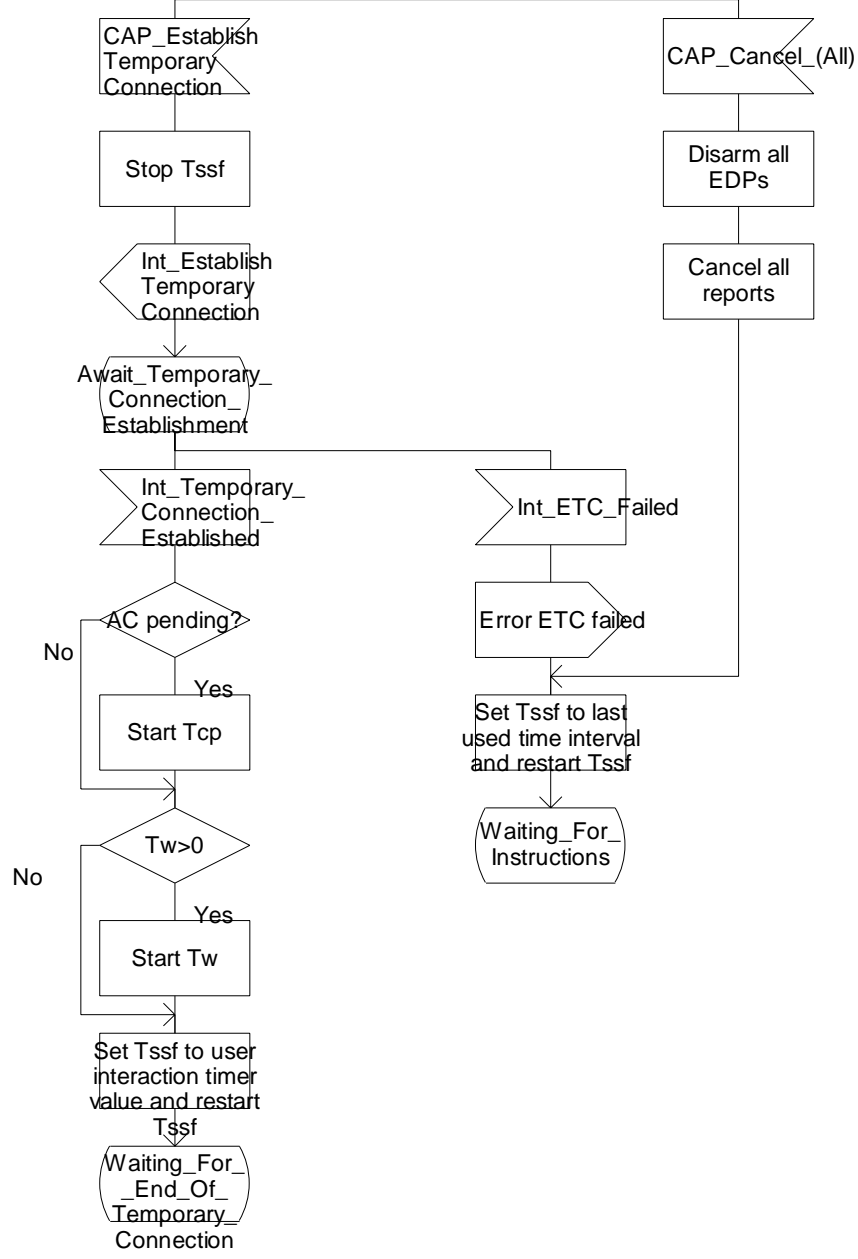 CAP_Establish
Temporary
Connection
CAP_Cancel_(All)
Stop Tssf
Disarm all
EDPs
Int_Establish
Temporary
Connection
Cancel all
reports
Await_Temporary_
Connection_
Establishment
Int_Temporary_
Connection_
Established
Int_ETC_Failed
AC pending?
Error ETC failed
No
Yes
Start Tcp
Set Tssf to last
used time interval
and restart Tssf
Tw>0
Waiting_For_
Instructions
No
Yes
Start Tw
Set Tssf to user
interaction timer
value and restart
Tssf
Waiting_For_
_End_Of_
Temporary_
Connection